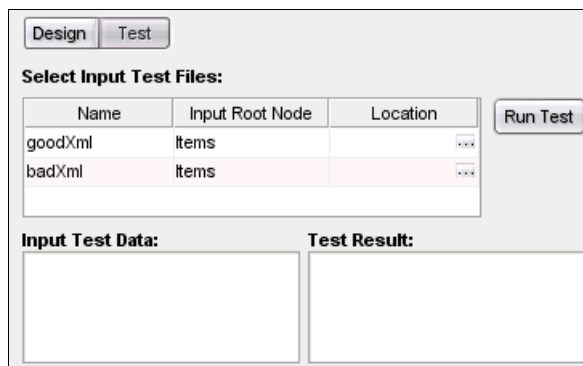 Design Test
Select Input Test Files:
Name Input Root Node Location
Run Test
goodXml Items ...
badXml Items ...
Input Test Data: Test Result: